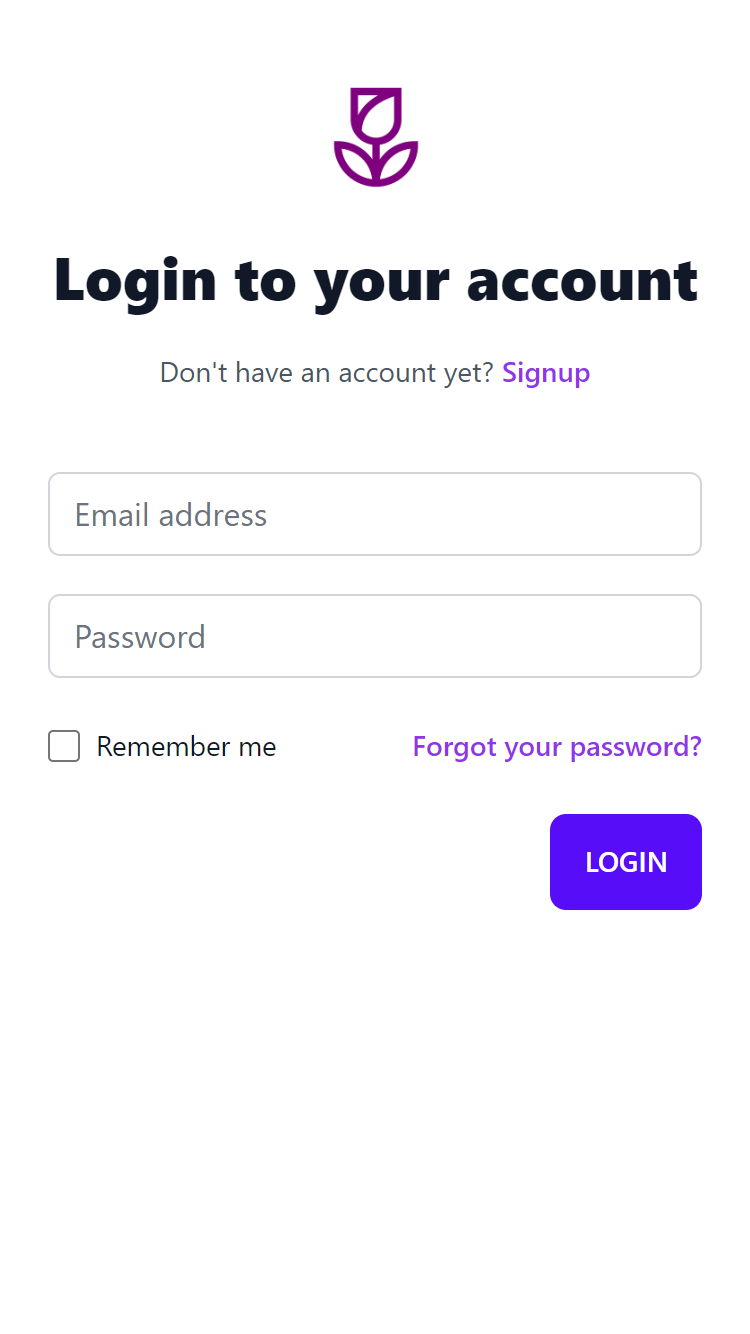 Login to your account
Don't have an account yet? Signup
Email address
Password
Remember me Forgot your password?
LOGIN